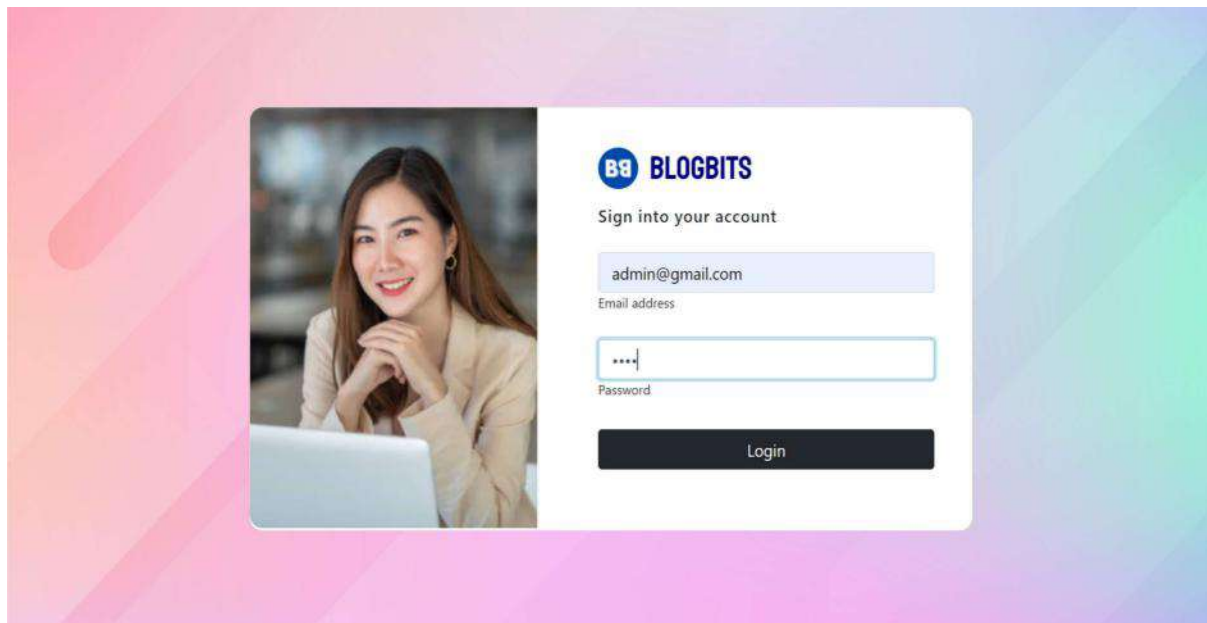 BB BLOGBITS
Sign into your account
admin@gmail.com
Email address
••••
Password
Login